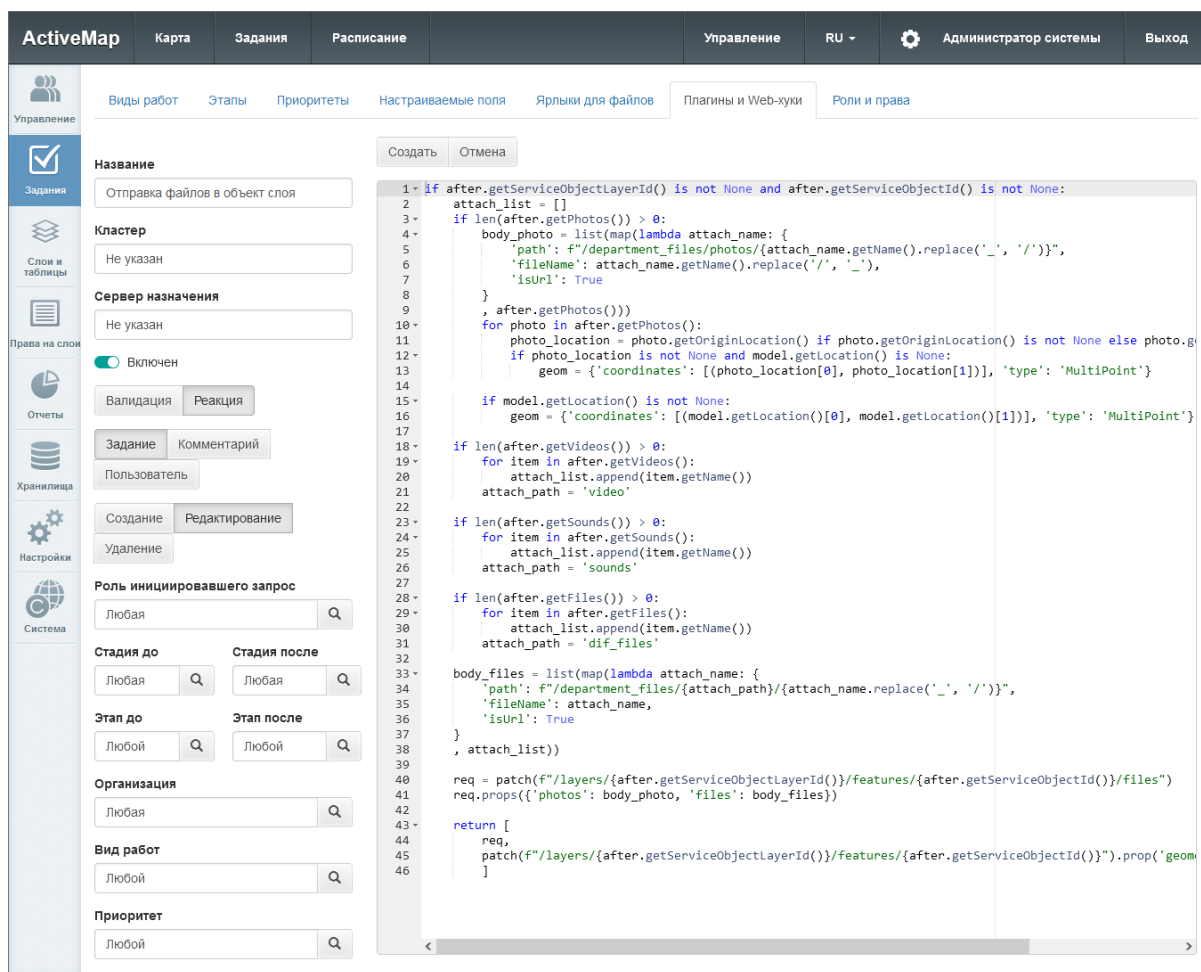 ActiveMap Карта Задания Расписание Управление RU Администратор системы Выход
Управление
Задания
Слои и
таблицы
Права на слои
Отчеты
Хранилища
Настройки
Система
Виды работ Этапы Приоритеты Настраиваемые поля Ярлыки для файлов Плагины и Web-хуки Роли и права
Название
Отправка файлов в объект слоя
Кластер
Не указан
Сервер назначения
Не указан
Включен
Валидация Реакция
Задание Комментарий
Пользователь
Создание Редактирование
Удаление
Роль инициировавшего запрос
Любая
Стадия до Стадия после
Любая Любая
Этап до Этап после
Любой Любой
Организация
Любая
Вид работ
Любой
Приоритет
Любой
Создать Отмена
1 if after.getServiceObjectLayerId() is not None and after.getServiceObjectId() is not None:
2 attach_list = []
3 if len(after.getPhotos()) > 0:
4 body_photo = list(map(lambda attach_name: {
5 'path': f"/department_files/photos/{attach_name.getName().replace('_', '/')}",
6 'fileName': attach_name.getName().replace('/', '_'),
7 'isUrl': True
8 }
9 , after.getPhotos()))
10 for photo in after.getPhotos():
11 photo_location = photo.getOriginLocation() if photo.getOriginLocation() is not None else photo.g
12 if photo_location is not None and model.getLocation() is None:
13 geom = {'coordinates': [(photo_location[0], photo_location[1])], 'type': 'MultiPoint'}
14
15 if model.getLocation() is not None:
16 geom = {'coordinates': [(model.getLocation()[0], model.getLocation()[1])], 'type': 'MultiPoint'}
17
18 if len(after.getVideos()) > 0:
19 for item in after.getVideos():
20 attach_list.append(item.getName())
21 attach_path = 'video'
22
23 if len(after.getSounds()) > 0:
24 for item in after.getSounds():
25 attach_list.append(item.getName())
26 attach_path = 'sounds'
27
28 if len(after.getFiles()) > 0:
29 for item in after.getFiles():
30 attach_list.append(item.getName())
31 attach_path = 'dif_files'
32
33 body_files = list(map(lambda attach_name: {
34 'path': f"/department_files/{attach_path}/{attach_name.replace('_', '/')}",
35 'fileName': attach_name,
36 'isUrl': True
37 }
38 , attach_list))
39
40 req = patch(f"/layers/{after.getServiceObjectLayerId()}/features/{after.getServiceObjectId()}/files")
41 req.props({'photos': body_photo, 'files': body_files})
42
43 return [
44 req,
45 patch(f"/layers/{after.getServiceObjectLayerId()}/features/{after.getServiceObjectId()}").prop('geom
46 ]